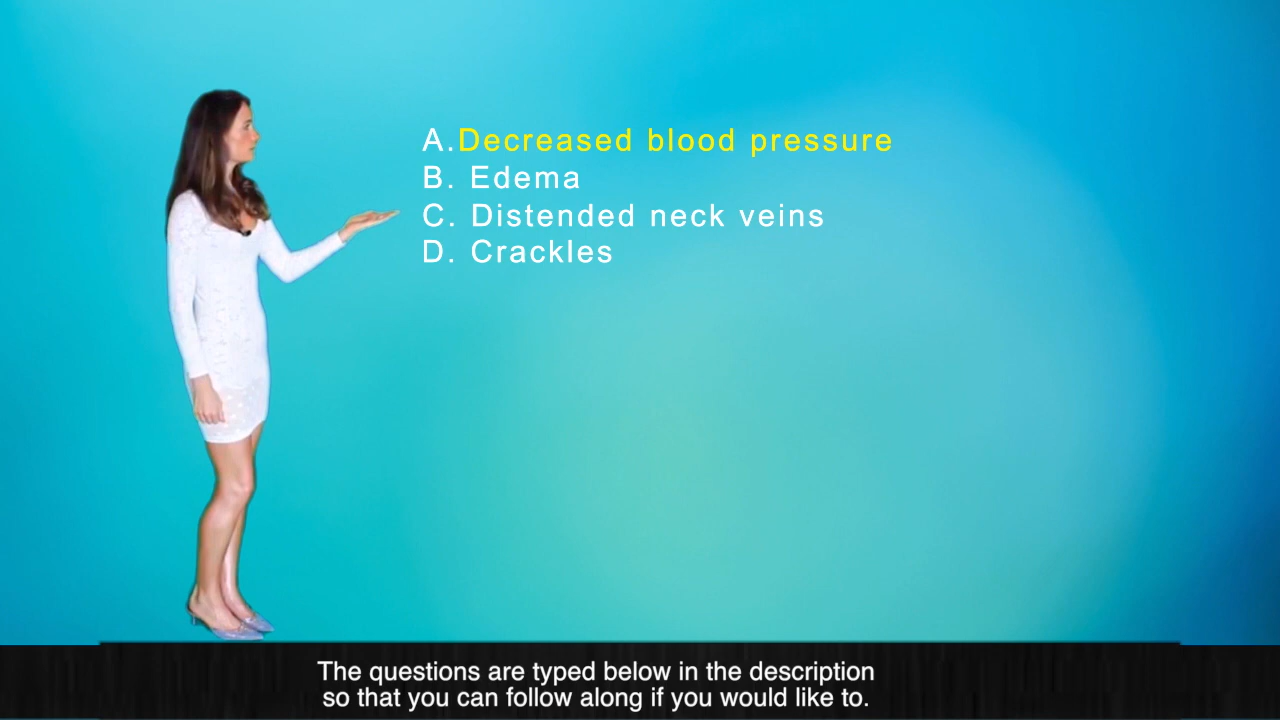 A.Decreased blood pressure
B. Edema
C. Distended neck veins
D. Crackles
The questions are typed below in the description
so that you can follow along if you would like to.